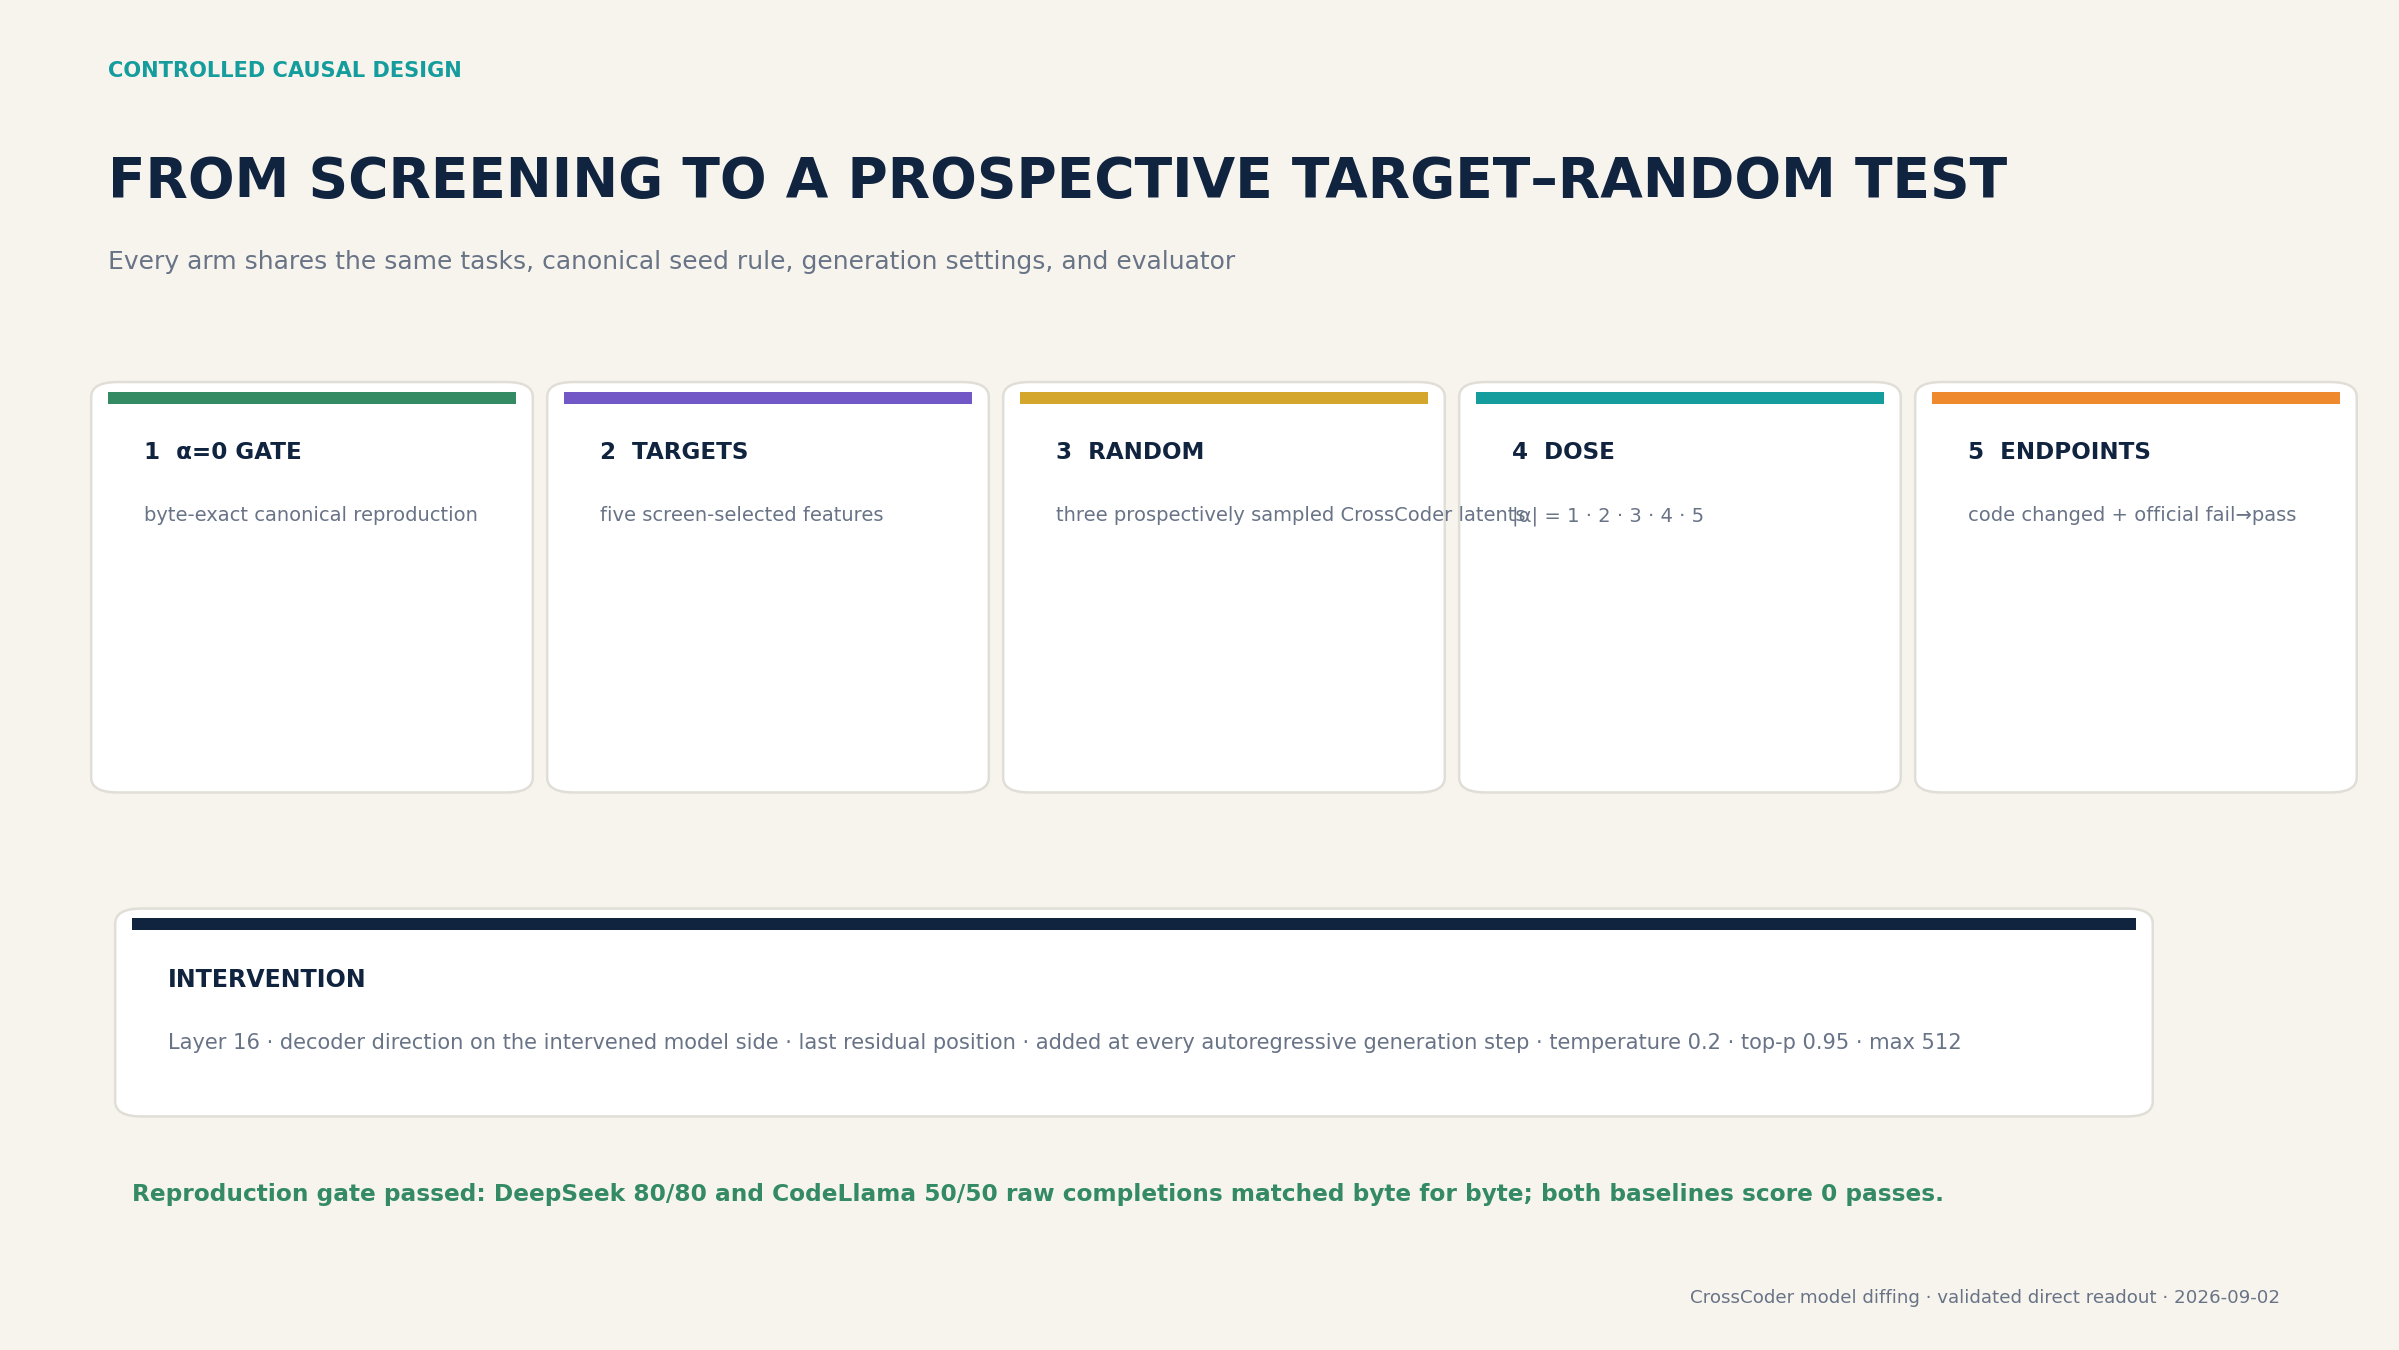 CONTROLLED CAUSAL DESIGN
FROM SCREENING TO A PROSPECTIVE TARGET–RANDOM TEST
Every arm shares the same tasks, canonical seed rule, generation settings, and evaluator
1 α=0 GATE
byte-exact canonical reproduction
2 TARGETS
five screen-selected features
3 RANDOM
three prospectively sampled CrossCoder latents
4 DOSE
|α| = 1 · 2 · 3 · 4 · 5
5 ENDPOINTS
code changed + official fail→pass
INTERVENTION
Layer 16 · decoder direction on the intervened model side · last residual position · added at every autoregressive generation step · temperature 0.2 · top-p 0.95 · max 512
Reproduction gate passed: DeepSeek 80/80 and CodeLlama 50/50 raw completions matched byte for byte; both baselines score 0 passes.
CrossCoder model diffing · validated direct readout · 2026-09-02